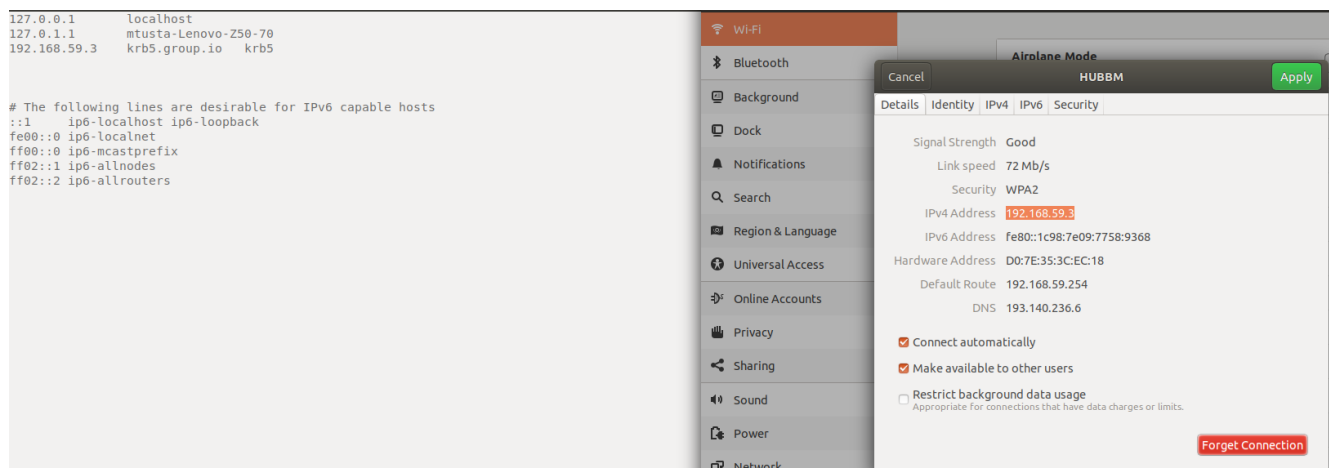 127.0.0.1 localhost
127.0.1.1 mtusta-Lenovo-Z50-70
192.168.59.3 krb5.group.io krb5
# The following lines are desirable for IPv6 capable hosts
::1 ip6-localhost ip6-loopback
fe00::0 ip6-localnet
ff00::0 ip6-mcastprefix
ff02::1 ip6-allnodes
ff02::2 ip6-allrouters
Wi-Fi
Bluetooth
Background
Dock
Notifications
Search
Region & Language
Universal Access
Online Accounts
Privacy
Sharing
Sound
Power
Network
Airplane Mode
Cancel HUBBM Apply
Details Identity IPv4 IPv6 Security
Signal Strength Good
Link speed 72 Mb/s
Security WPA2
IPv4 Address 192.168.59.3
IPv6 Address fe80::1c98:7e09:7758:9368
Hardware Address D0:7E:35:3C:EC:18
Default Route 192.168.59.254
DNS 193.140.236.6
Connect automatically
Make available to other users
Restrict background data usage
Appropriate for connections that have data charges or limits.
Forget Connection